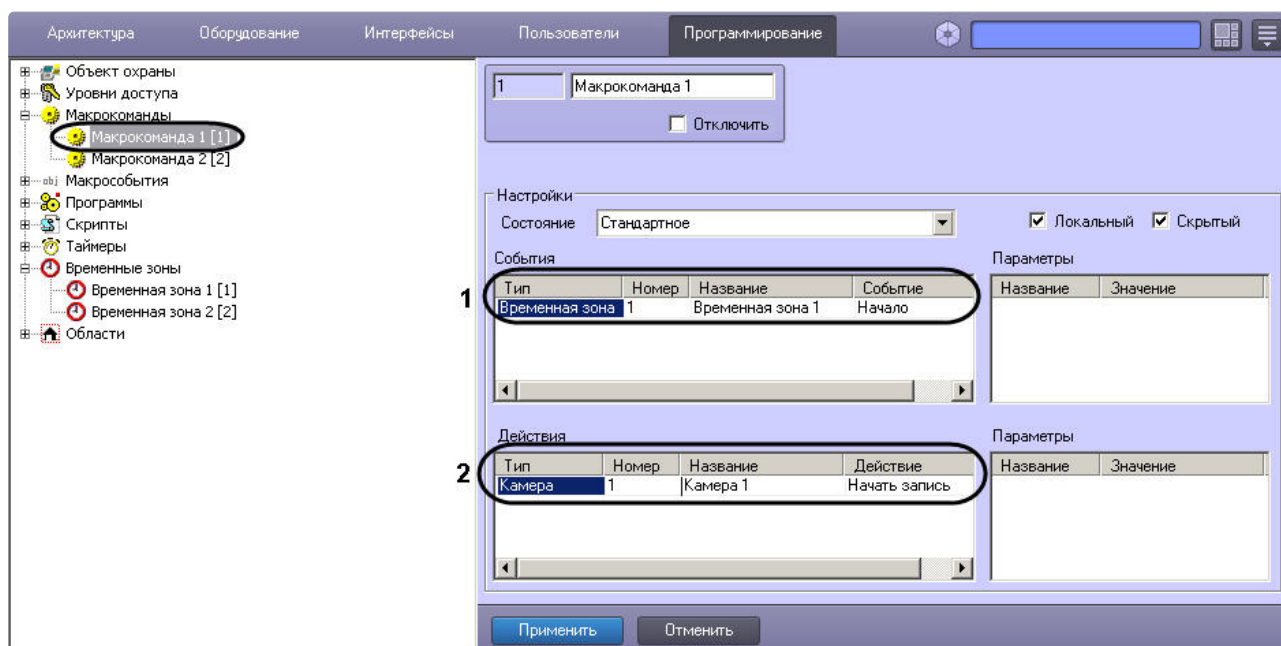 Архитектура Оборудование Интерфейсы Пользователи Программирование
Объект охраны
Уровни доступа
Макрокоманды
Макрокоманда 1 [1]
Макрокоманда 2 [2]
Макрособытия
Программы
Скрипты
Таймеры
Временные зоны
Временная зона 1 [1]
Временная зона 2 [2]
Области
1 Макрокоманда 1
Отключить
Настройки
Состояние Стандартное Локальный Скрытый
События Параметры
1
Тип Номер Название Событие Название Значение
Временная зона 1 Временная зона 1 Начало
Действия Параметры
2
Тип Номер Название Действие Название Значение
Камера 1 Камера 1 Начать запись
Применить Отменить